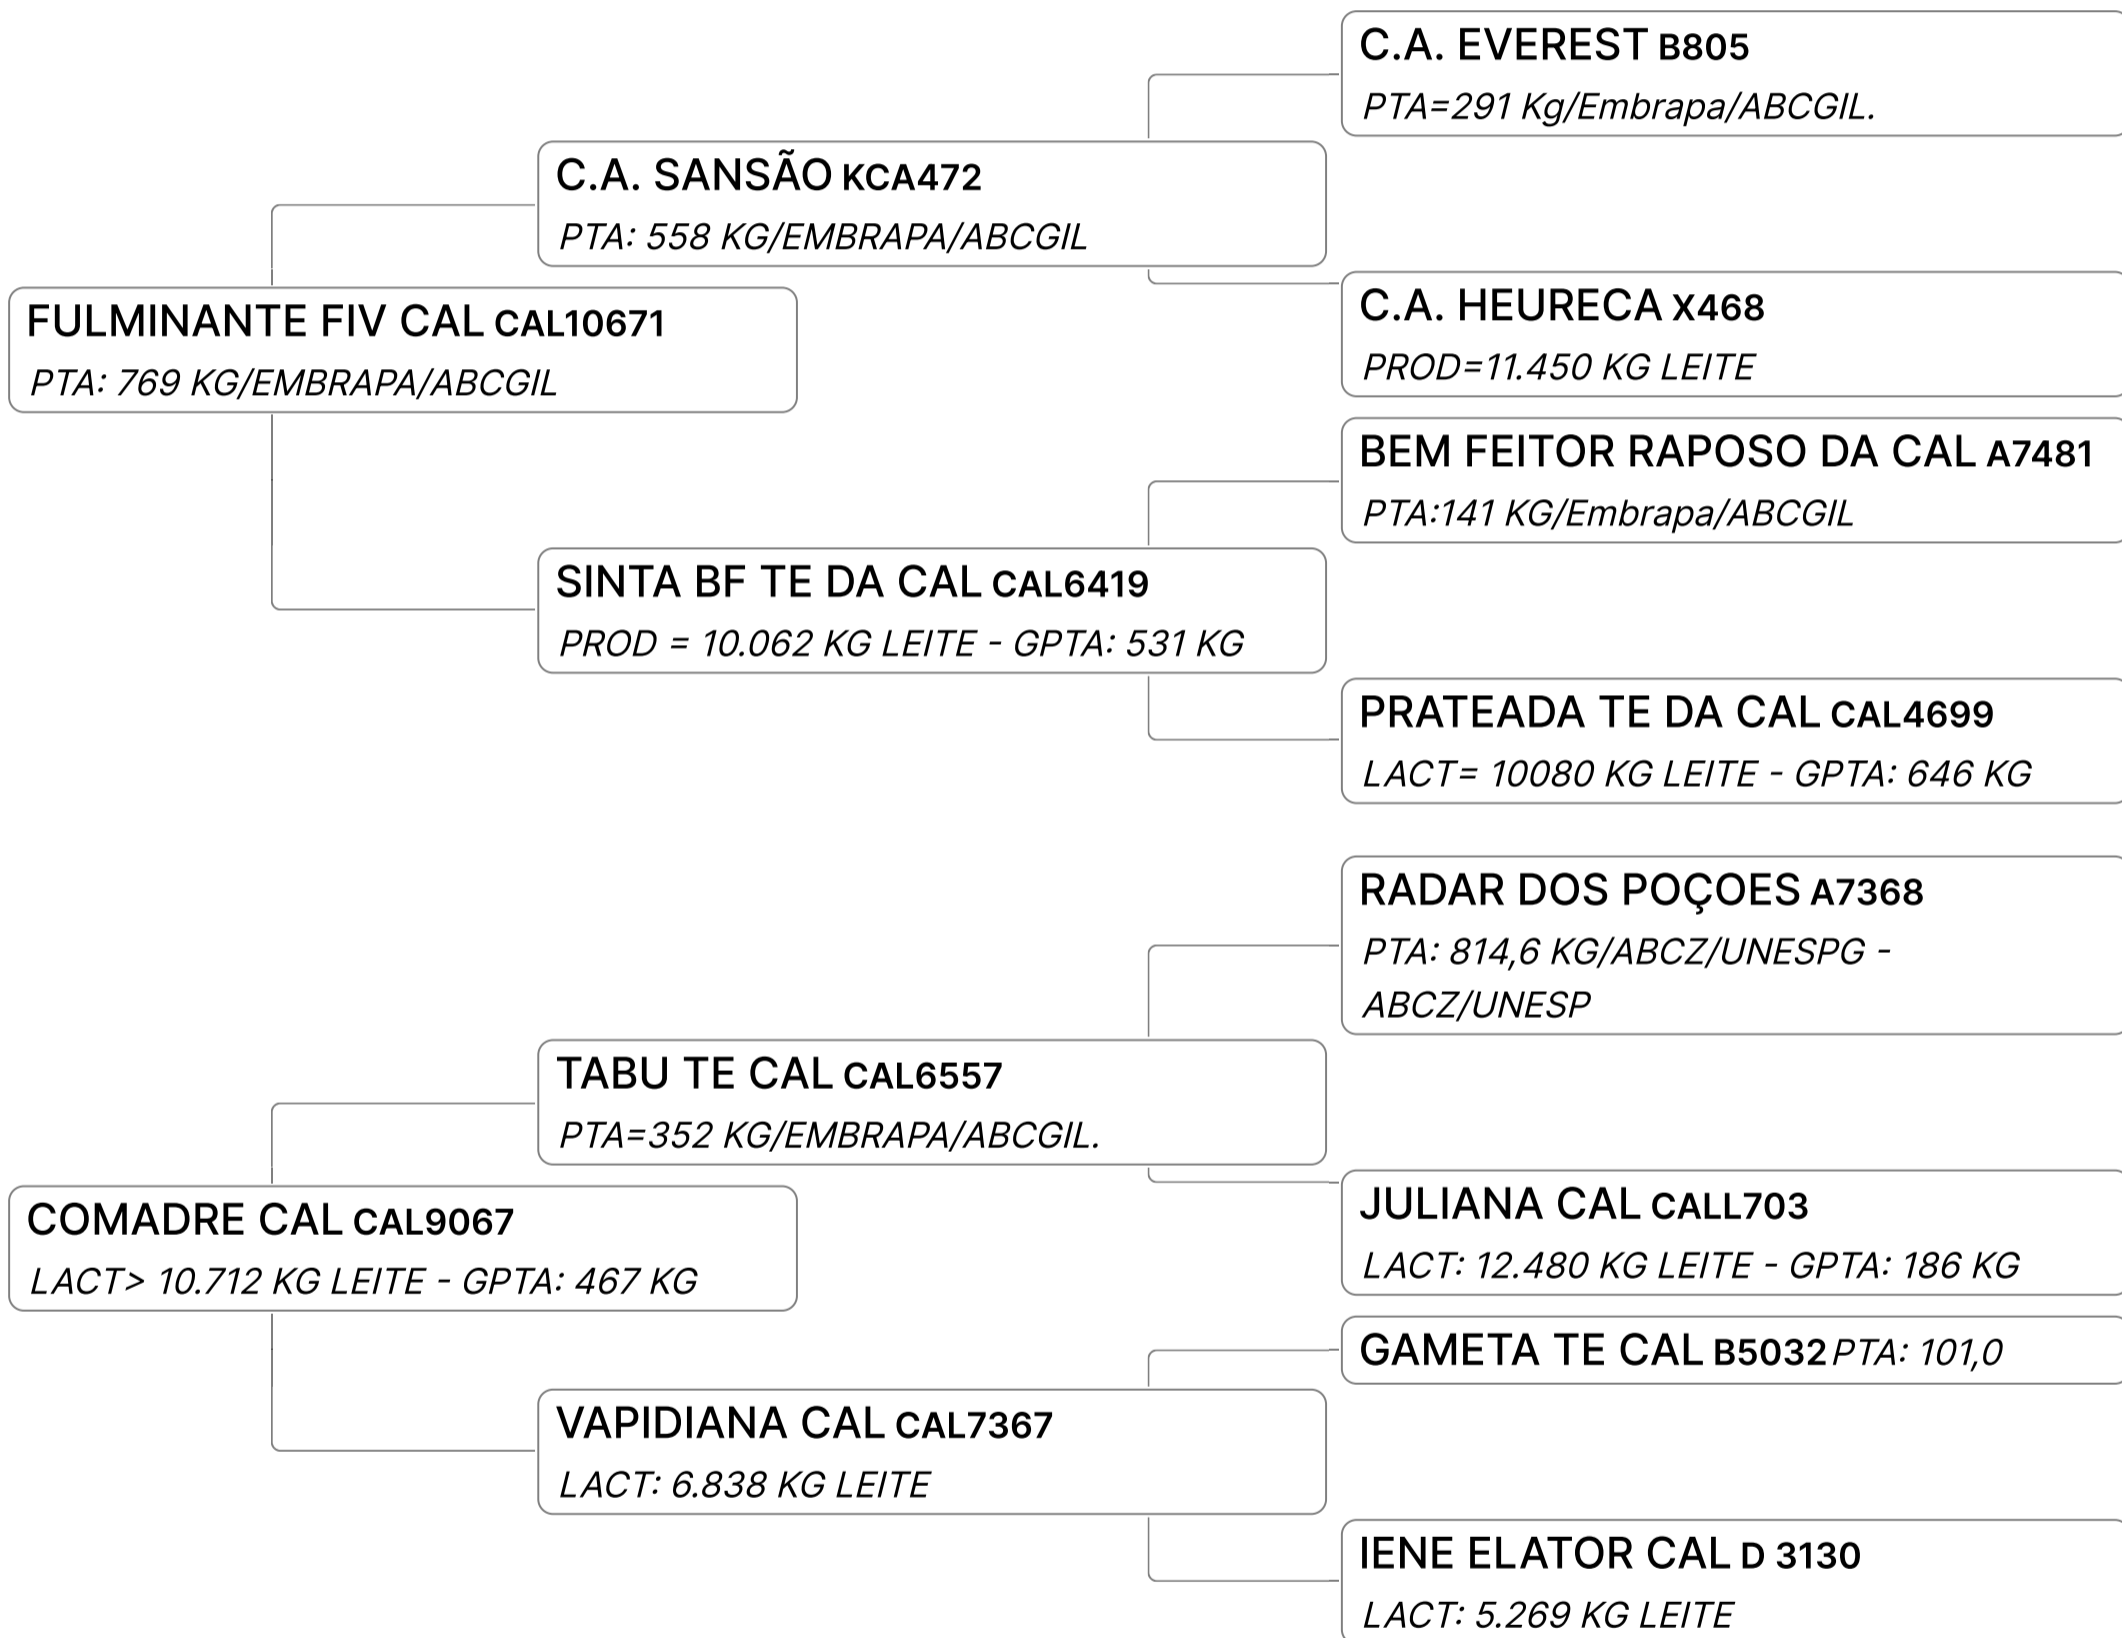 C.A. EVEREST B805
PTA=291 Kg/Embrapa/ABCGIL.
C.A. SANSÃO KCA472
PTA: 558 KG/EMBRAPA/ABCGIL
C.A. HEURECA X468
PROD=11.450 KG LEITE
FULMINANTE FIV CAL CAL10671
PTA: 769 KG/EMBRAPA/ABCGIL
BEM FEITOR RAPOSO DA CAL A7481
PTA:141 KG/Embrapa/ABCGIL
SINTA BF TE DA CAL CAL6419
PROD = 10.062 KG LEITE - GPTA: 531 KG
PRATEADA TE DA CAL CAL4699
LACT= 10080 KG LEITE - GPTA: 646 KG
RADAR DOS POÇOES A7368
PTA: 814,6 KG/ABCZ/UNESPG -
ABCZ/UNESP
TABU TE CAL CAL6557
PTA=352 KG/EMBRAPA/ABCGIL.
JULIANA CAL CALL703
LACT: 12.480 KG LEITE - GPTA: 186 KG
COMADRE CAL CAL9067
LACT> 10.712 KG LEITE - GPTA: 467 KG
GAMETA TE CAL B5032 PTA: 101,0
VAPIDIANA CAL CAL7367
LACT: 6.838 KG LEITE
IENE ELATOR CAL D 3130
LACT: 5.269 KG LEITE